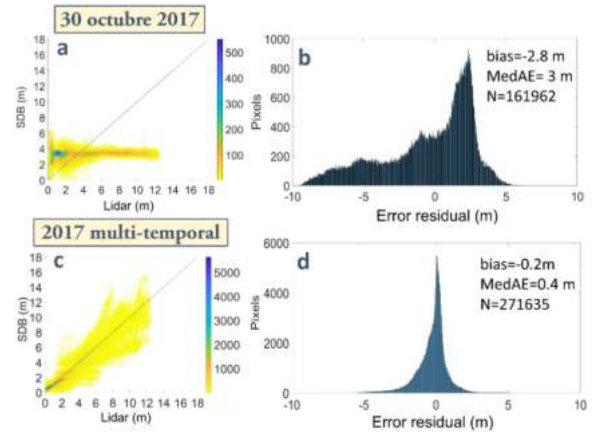 30 octobre 2017
a
18
16
14
12
10
8
6
4
2
0
SDB (m)
0 2 4 6 8 10 12 14 16 18
Lidar (m)
500
400
300
200
100
Pixels
b
1000
800
600
400
200
0
-10 -5 0 5 10
Error residual (m)
bias=-2.8 m
MedAE= 3 m
N=161962
2017 multi-temporal
c
18
16
14
12
10
8
6
4
2
0
SDB (m)
0 2 4 6 8 10 12 14 16 18
Lidar (m)
5000
4000
3000
2000
1000
Pixels
d
6000
4000
2000
0
-10 -5 0 5 10
Error residual (m)
bias=-0.2m
MedAE=0.4 m
N=271635